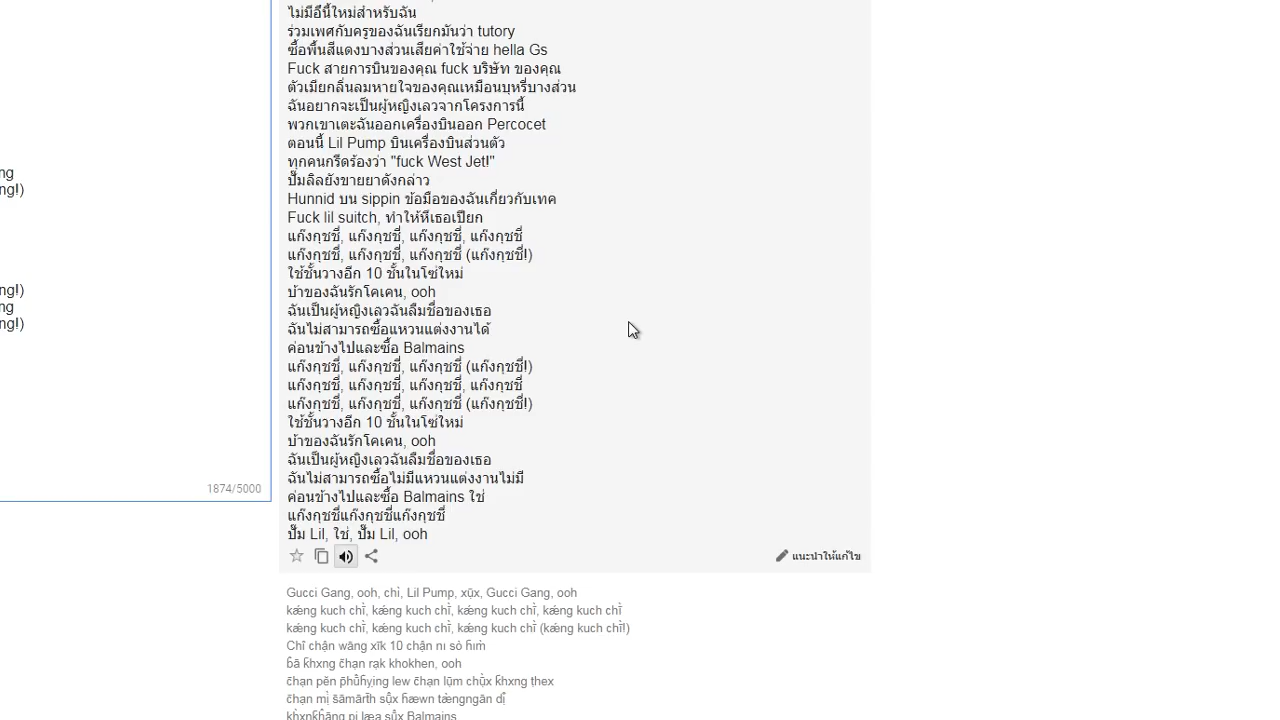 ไม่มีอีนี้ใหม่สำหรับฉัน
ร่วมเพศกับครูของฉันเรียกมันว่า tutory
ซื้อพื้นสีแดงบางส่วนเสียค่าใช้จ่าย hella Gs
Fuck สายการบินของคุณ fuck บริษัท ของคุณ
ตัวเมียกลิ่นลมหายใจของคุณเหมือนบุหรี่บางส่วน
ฉันอยากจะเป็นผู้หญิงเลวจากโครงการนี้
พวกเขาเตะฉันออกเครื่องบินออก Percocet
ตอนนี้ Lil Pump บินเครื่องบินส่วนตัว
ทุกคนกรีดร้องว่า "fuck West Jet!"
ปั๊มลิลยังขายยาดังกล่าว
Hunnid บน sippin ข้อมือของฉันเกี่ยวกับเทค
Fuck lil suitch, ทำให้หีเธอเปียก
แก๊งกุชชี่, แก๊งกุชชี่, แก๊งกุชชี่, แก๊งกุชชี่
แก๊งกุชชี่, แก๊งกุชชี่, แก๊งกุชชี่ (แก๊งกุชชี่!)
ใช้ชั้นวางอีก 10 ชั้นในโซ่ใหม่
บ้าของฉันรักโคเคน, ooh
ฉันเป็นผู้หญิงเลวฉันลืมชื่อของเธอ
ฉันไม่สามารถซื้อแหวนแต่งงานได้
ค่อนข้างไปและซื้อ Balmains
แก๊งกุชชี่, แก๊งกุชชี่, แก๊งกุชชี่ (แก๊งกุชชี่!)
แก๊งกุชชี่, แก๊งกุชชี่, แก๊งกุชชี่, แก๊งกุชชี่
แก๊งกุชชี่, แก๊งกุชชี่, แก๊งกุชชี่ (แก๊งกุชชี่!)
ใช้ชั้นวางอีก 10 ชั้นในโซ่ใหม่
บ้าของฉันรักโคเคน, ooh
ฉันเป็นผู้หญิงเลวฉันลืมชื่อของเธอ
ฉันไม่สามารถซื้อไม่มีแหวนแต่งงานไม่มี
ค่อนข้างไปและซื้อ Balmains ใช่
แก๊งกุชชี่แก๊งกุชชี่แก๊งกุชชี่
ปั๊ม Lil, ใช่, ปั๊ม Lil, ooh
ng
ng!)
ng!)
ng
ng!)
1874/5000
แนะนำให้แก้ไข
Gucci Gang, ooh, chı̀, Lil Pump, xụ̄x, Gucci Gang, ooh
kæ̌ng kuch chī̀, kæ̌ng kuch chī̀, kæ̌ng kuch chī̀, kæ̌ng kuch chī̀
kæ̌ng kuch chī̀, kæ̌ng kuch chī̀, kæ̌ng kuch chī̀ (kæ̌ng kuch chī̀!)
Chı̂ chận wāng xīk 10 chận nı sò̀ h̄ım̀
b̂ā k̄hxng c̄hạn rạk khokhen, ooh
c̄hạn pĕn p̄hū̂h̄ỵing lew c̄hạn lụ̄m chụ̄̀x k̄hxng ṭhex
c̄hạn mị̀ s̄āmārt̄h sụ̄̂x h̄æwn tæ̀ngngān dị̂
kh̀xnk̄ĥāng pị læa sụ̄̂x Balmains